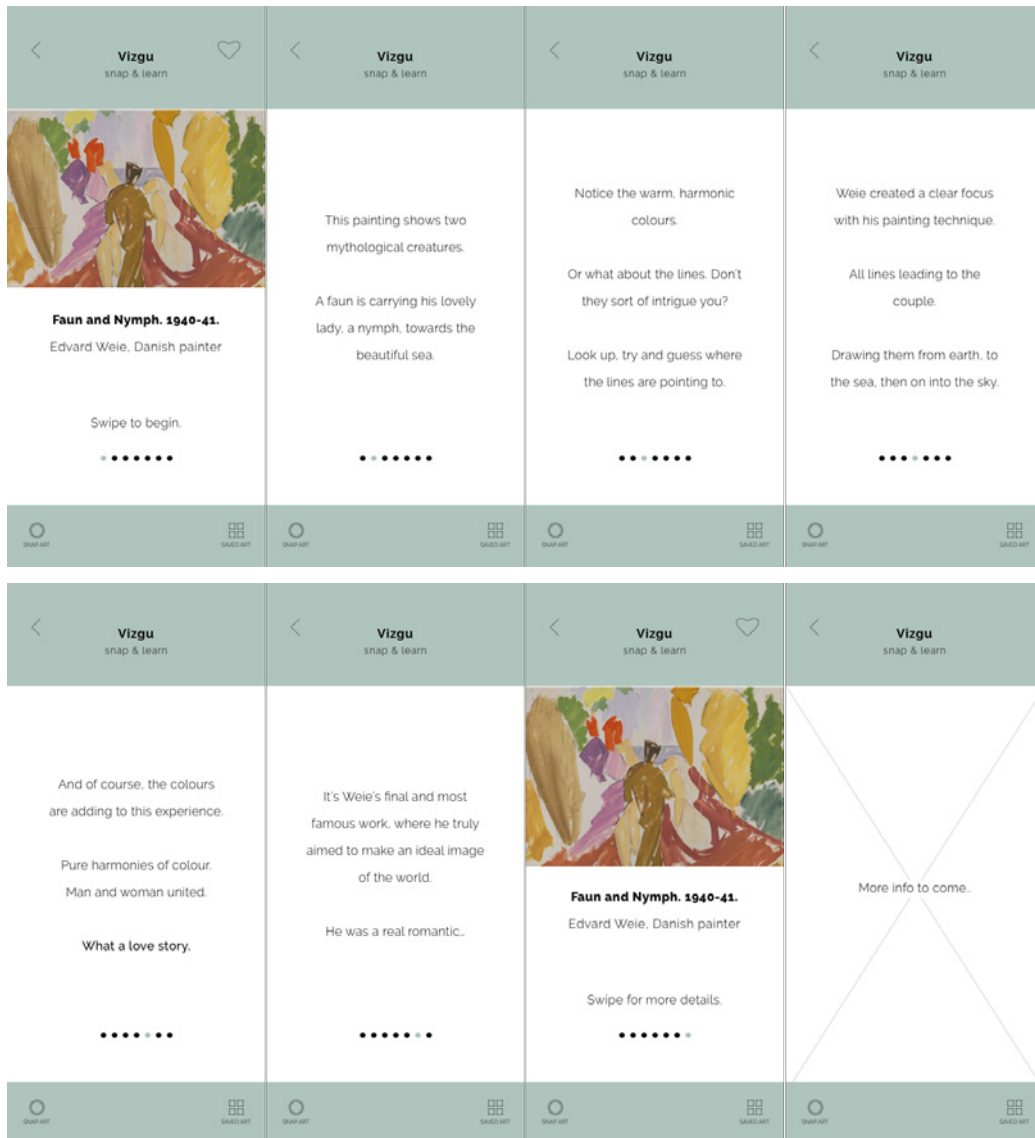 Vizgu
snap & learn
Faun and Nymph. 1940-41.
Edvard Weie, Danish painter
Swipe to begin.
SNAP ART
SAVED ART
Vizgu
snap & learn
This painting shows two
mythological creatures.
A faun is carrying his lovely
lady, a nymph, towards the
beautiful sea.
SNAP ART
SAVED ART
Vizgu
snap & learn
Notice the warm, harmonic
colours.
Or what about the lines. Don't
they sort of intrigue you?
Look up, try and guess where
the lines are pointing to.
SNAP ART
SAVED ART
Vizgu
snap & learn
Weie created a clear focus
with his painting technique.
All lines leading to the
couple.
Drawing them from earth, to
the sea, then on into the sky.
SNAP ART
SAVED ART
Vizgu
snap & learn
And of course, the colours
are adding to this experience.
Pure harmonies of colour.
Man and woman united.
What a love story.
SNAP ART
SAVED ART
Vizgu
snap & learn
It's Weie's final and most
famous work, where he truly
aimed to make an ideal image
of the world.
He was a real romantic...
SNAP ART
SAVED ART
Vizgu
snap & learn
Faun and Nymph. 1940-41.
Edvard Weie, Danish painter
Swipe for more details.
SNAP ART
SAVED ART
Vizgu
snap & learn
More info to come...
SNAP ART
SAVED ART